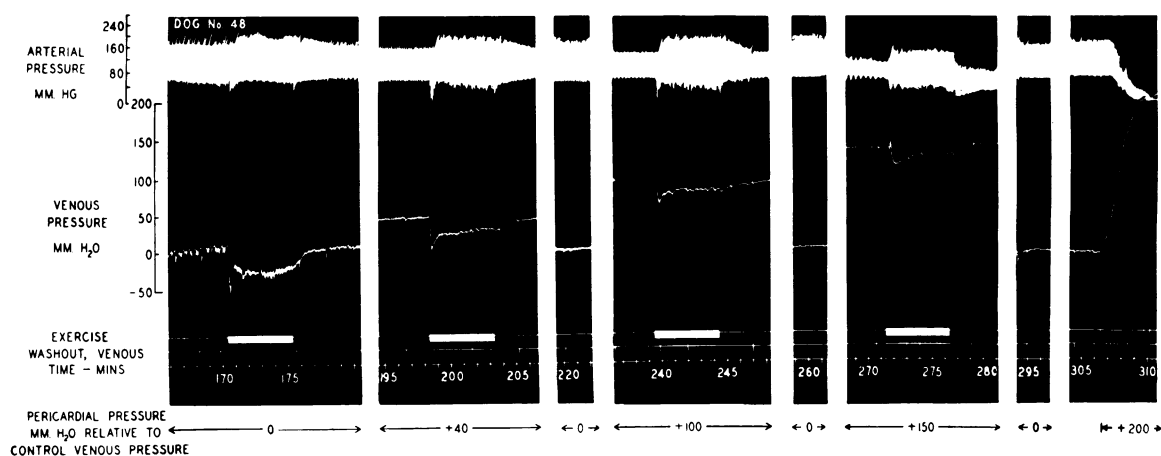 DOG No 48
240
ARTERIAL 160
PRESSURE
80
MM. HG
0 200
150
100
VENOUS
PRESSURE 50
MM. H2O 0
-50
EXERCISE
WASHOUT, VENOUS
TIME - MINS
170 175 195 200 205 220 240 245 260 270 275 280 295 305 310
PERICARDIAL PRESSURE
MM. H2O RELATIVE TO 0 +40 0 +100 0 +150 0 +200
CONTROL VENOUS PRESSURE